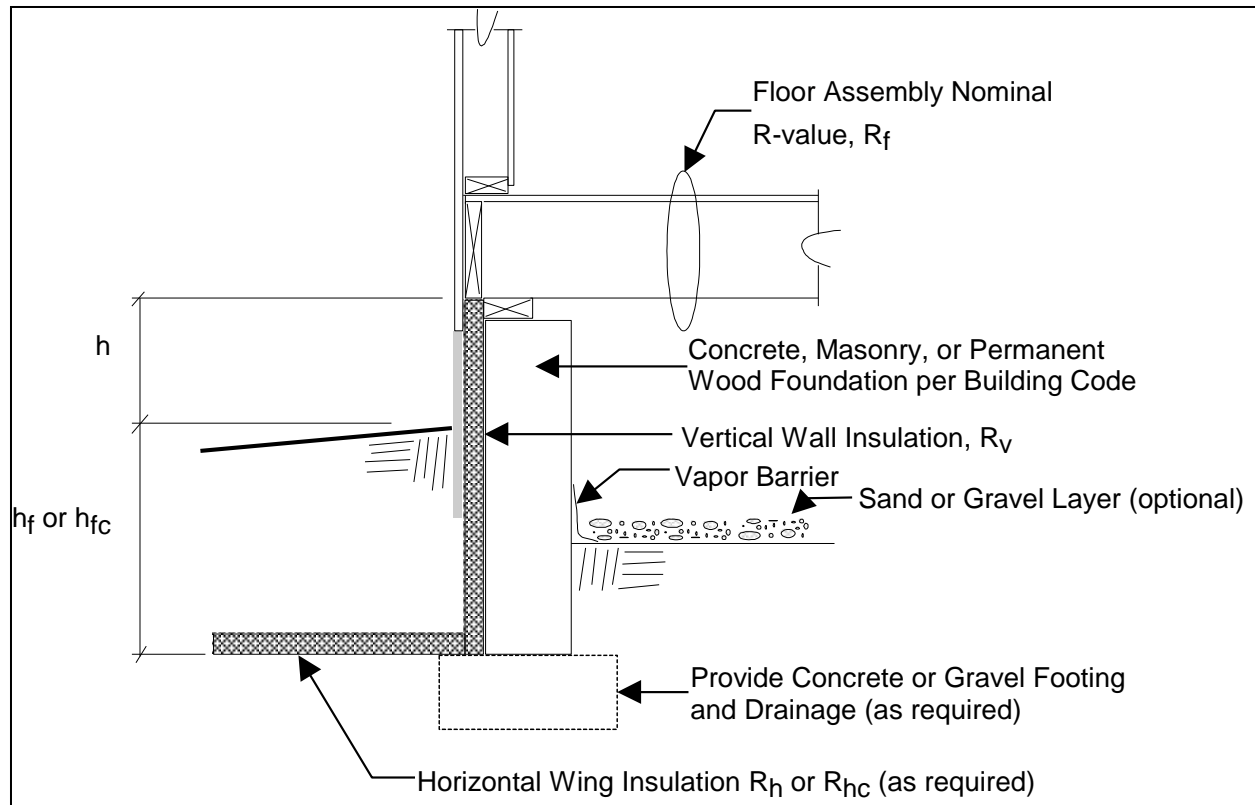 Floor Assembly Nominal
R-value, Rf
h
Concrete, Masonry, or Permanent
Wood Foundation per Building Code
Vertical Wall Insulation, Rv
Vapor Barrier
Sand or Gravel Layer (optional)
hf or hfc
Provide Concrete or Gravel Footing
and Drainage (as required)
Horizontal Wing Insulation Rh or Rhc (as required)